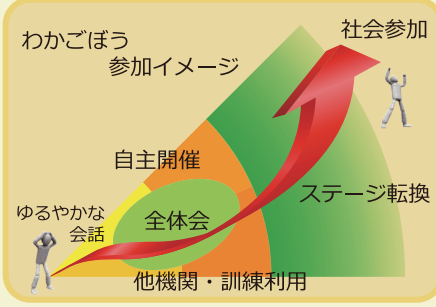 わかごぼう
参加イメージ
社会参加
自主開催
ステージ転換
ゆるやかな
会話
全体会
他機関・訓練利用